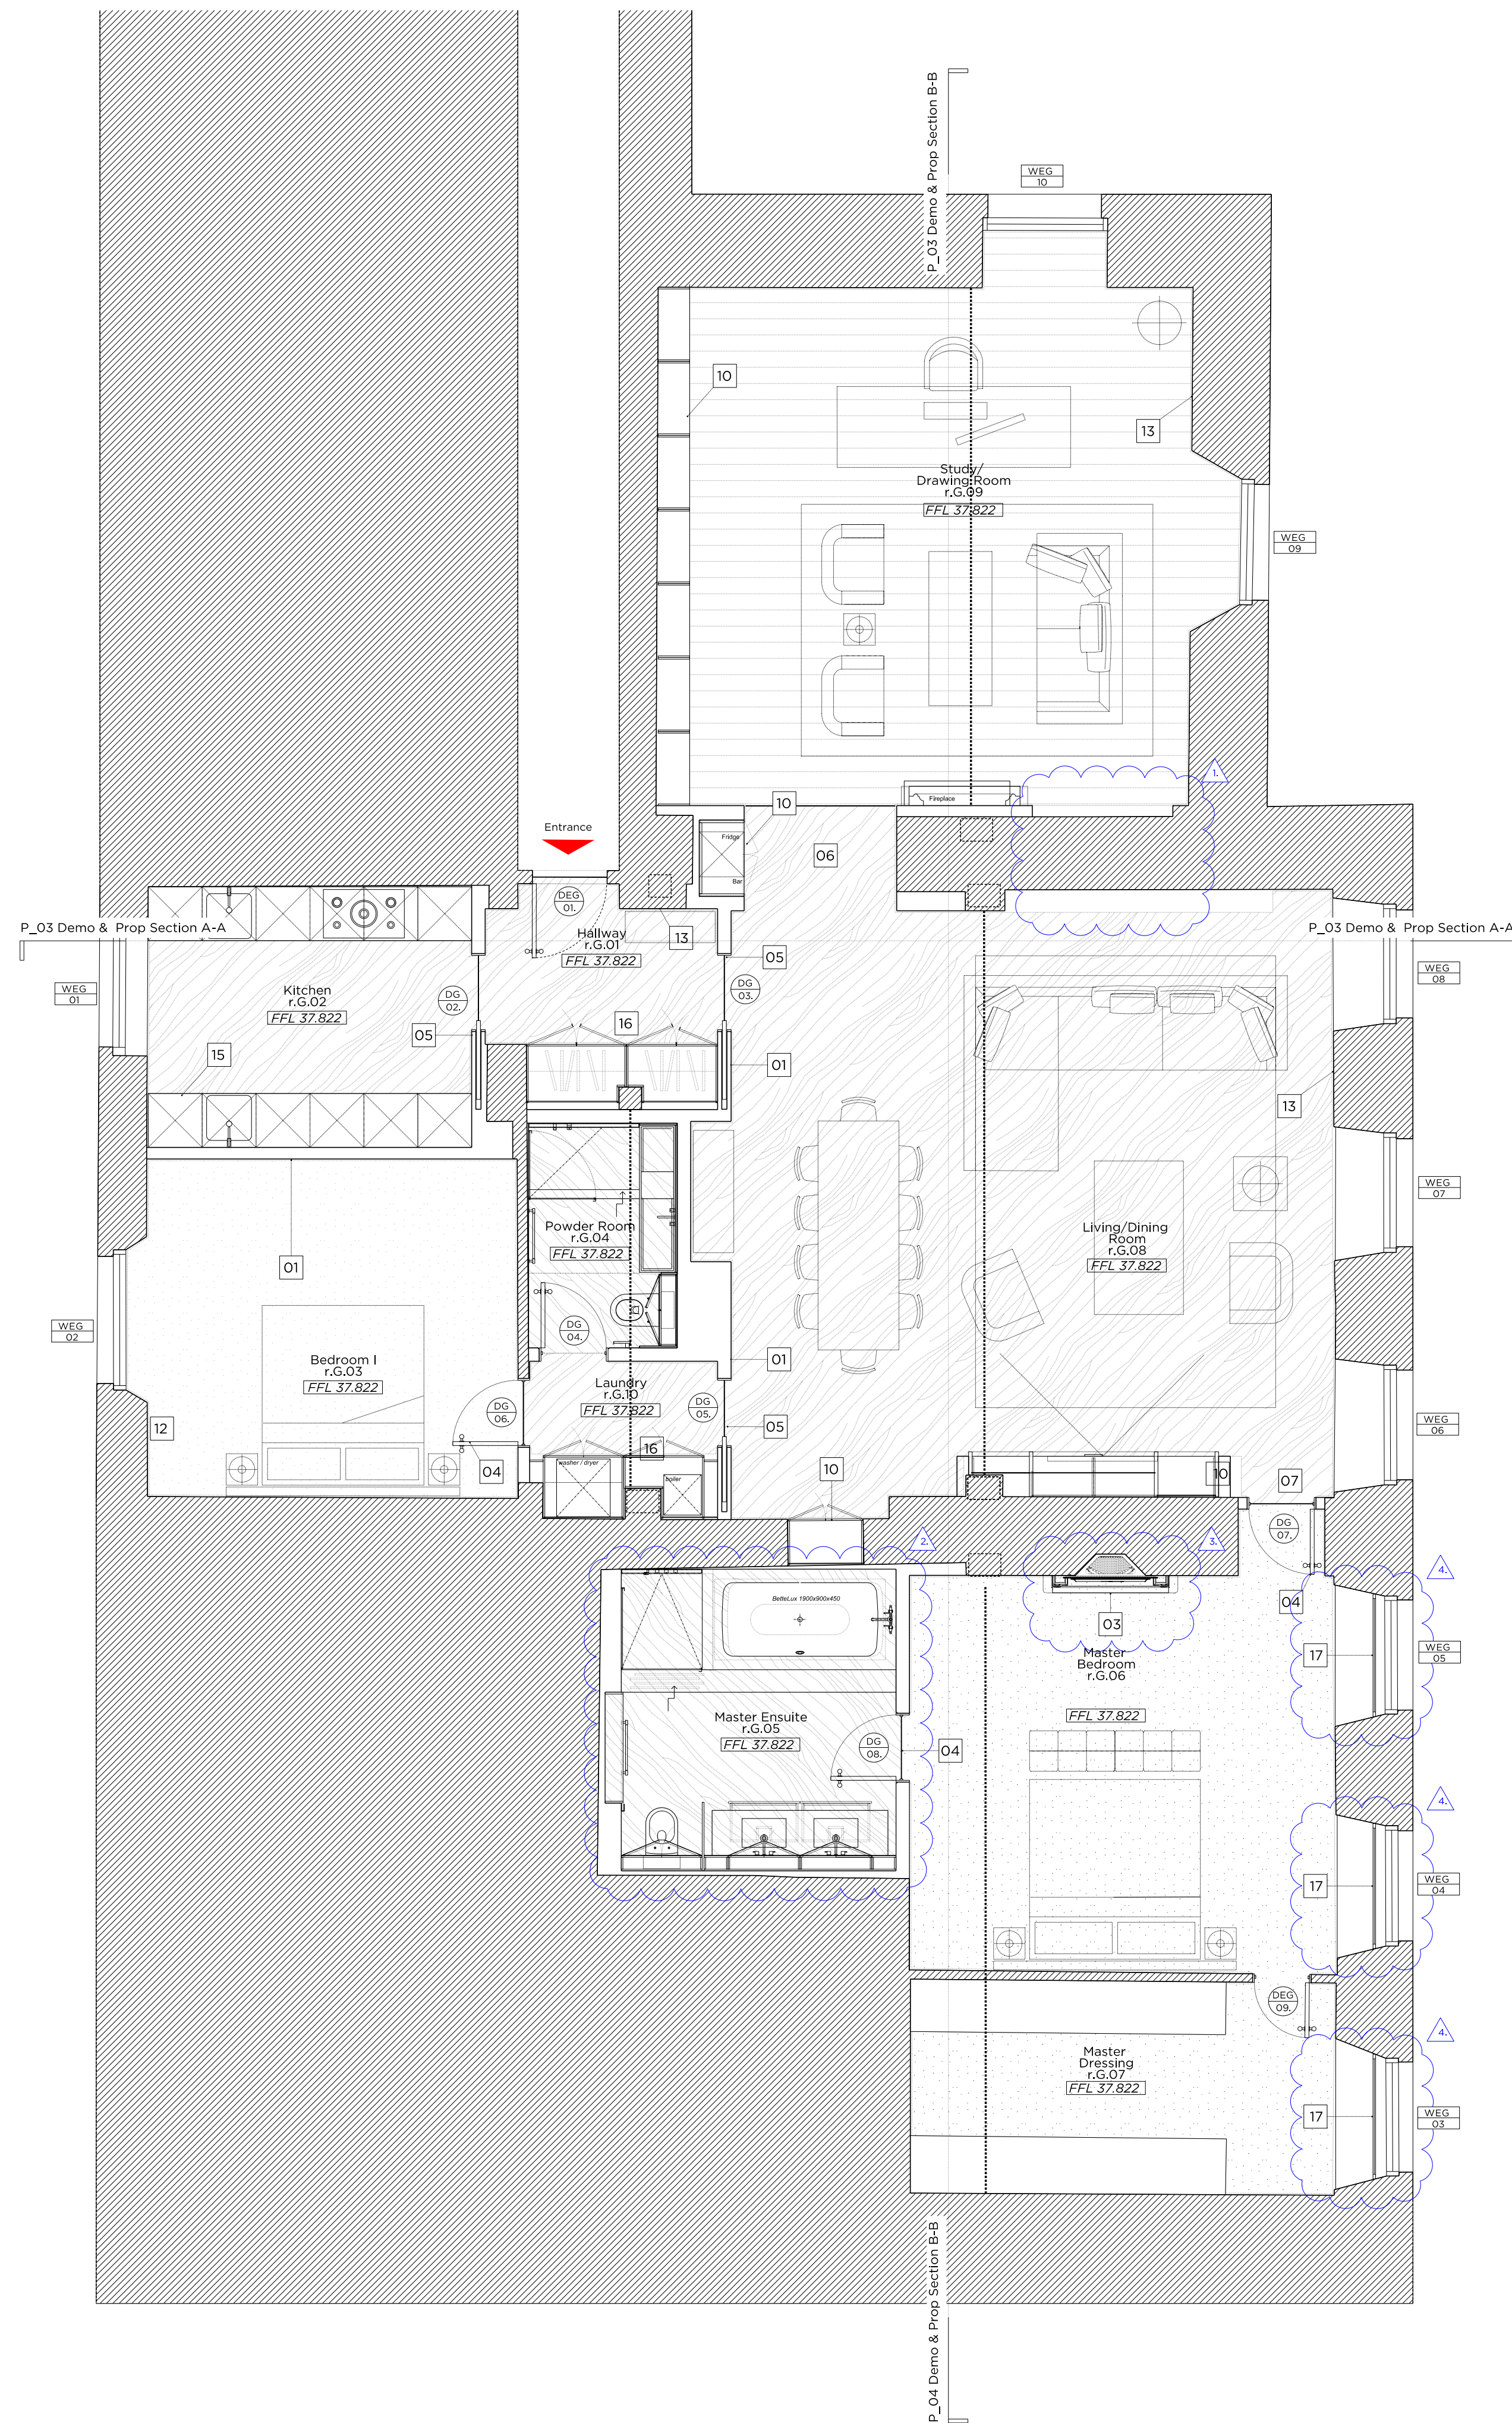 P_03 Demo & Prop Section B-B
WEG
10
10
13
Study/
Drawing Room
r.G.09
FFL 37.822
WEG
09
1.
Fireplace
10
Entrance
Fridge
Bar
06
DEG
01.
P_03 Demo & Prop Section A-A
P_03 Demo & Prop Section A-A
Hallway
r.G.01
FFL 37.822
13
05
WEG
01
Kitchen
r.G.02
FFL 37.822
DG
02.
DG
03.
WEG
08
05
16
15
01
13
WEG
07
Powder Room
r.G.04
FFL 37.822
Living/Dining
Room
r.G.08
FFL 37.822
01
WEG
02
DG
04.
Bedroom I
r.G.03
FFL 37.822
01
Laundry
r.G.10
FFL 37.822
DG
06.
DG
05.
12
05
WEG
06
04
16
washer / dryer
boiler
10
10
07
DG
07.
2.
3.
4.
BetteLux 1900x900x450
03
04
Master
Bedroom
r.G.06
FFL 37.822
17
WEG
05
Master Ensuite
r.G.05
FFL 37.822
DG
08.
04
4.
17
WEG
04
DEG
09.
4.
Master
Dressing
r.G.07
FFL 37.822
17
WEG
03
P_04 Demo & Prop Section B-B